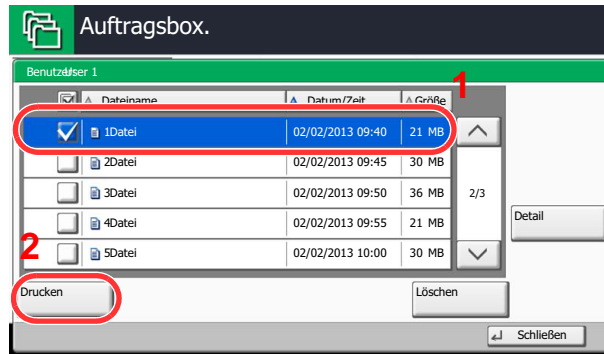 Auftragsbox.
Benutzer User 1
1
Dateiname Datum/Zeit Größe
1Datei 02/02/2013 09:40 21 MB
2Datei 02/02/2013 09:45 30 MB
3Datei 02/02/2013 09:50 36 MB 2/3
4Datei 02/02/2013 09:55 21 MB Detail
2
5Datei 02/02/2013 10:00 30 MB
Drucken Löschen
Schließen